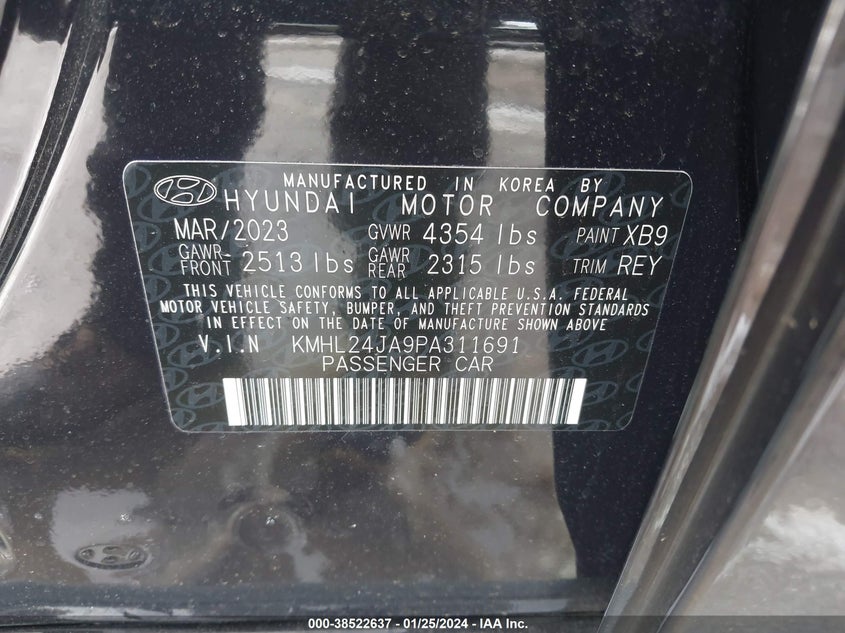 MANUFACTURED IN KOREA BY
HYUNDAI MOTOR COMPANY
MAR/2023 GVWR 4354 lbs PAINT XB9
GAWR-FRONT 2513 lbs GAWR REAR 2315 lbs TRIM REY
THIS VEHICLE CONFORMS TO ALL APPLICABLE U.S.A. FEDERAL
MOTOR VEHICLE SAFETY, BUMPER, AND THEFT PREVENTION STANDARDS
IN EFFECT ON THE DATE OF MANUFACTURE SHOWN ABOVE
V.I.N KMHL24JA9PA311691
PASSENGER CAR
000-38522637 - 01/25/2024 - IAA Inc.